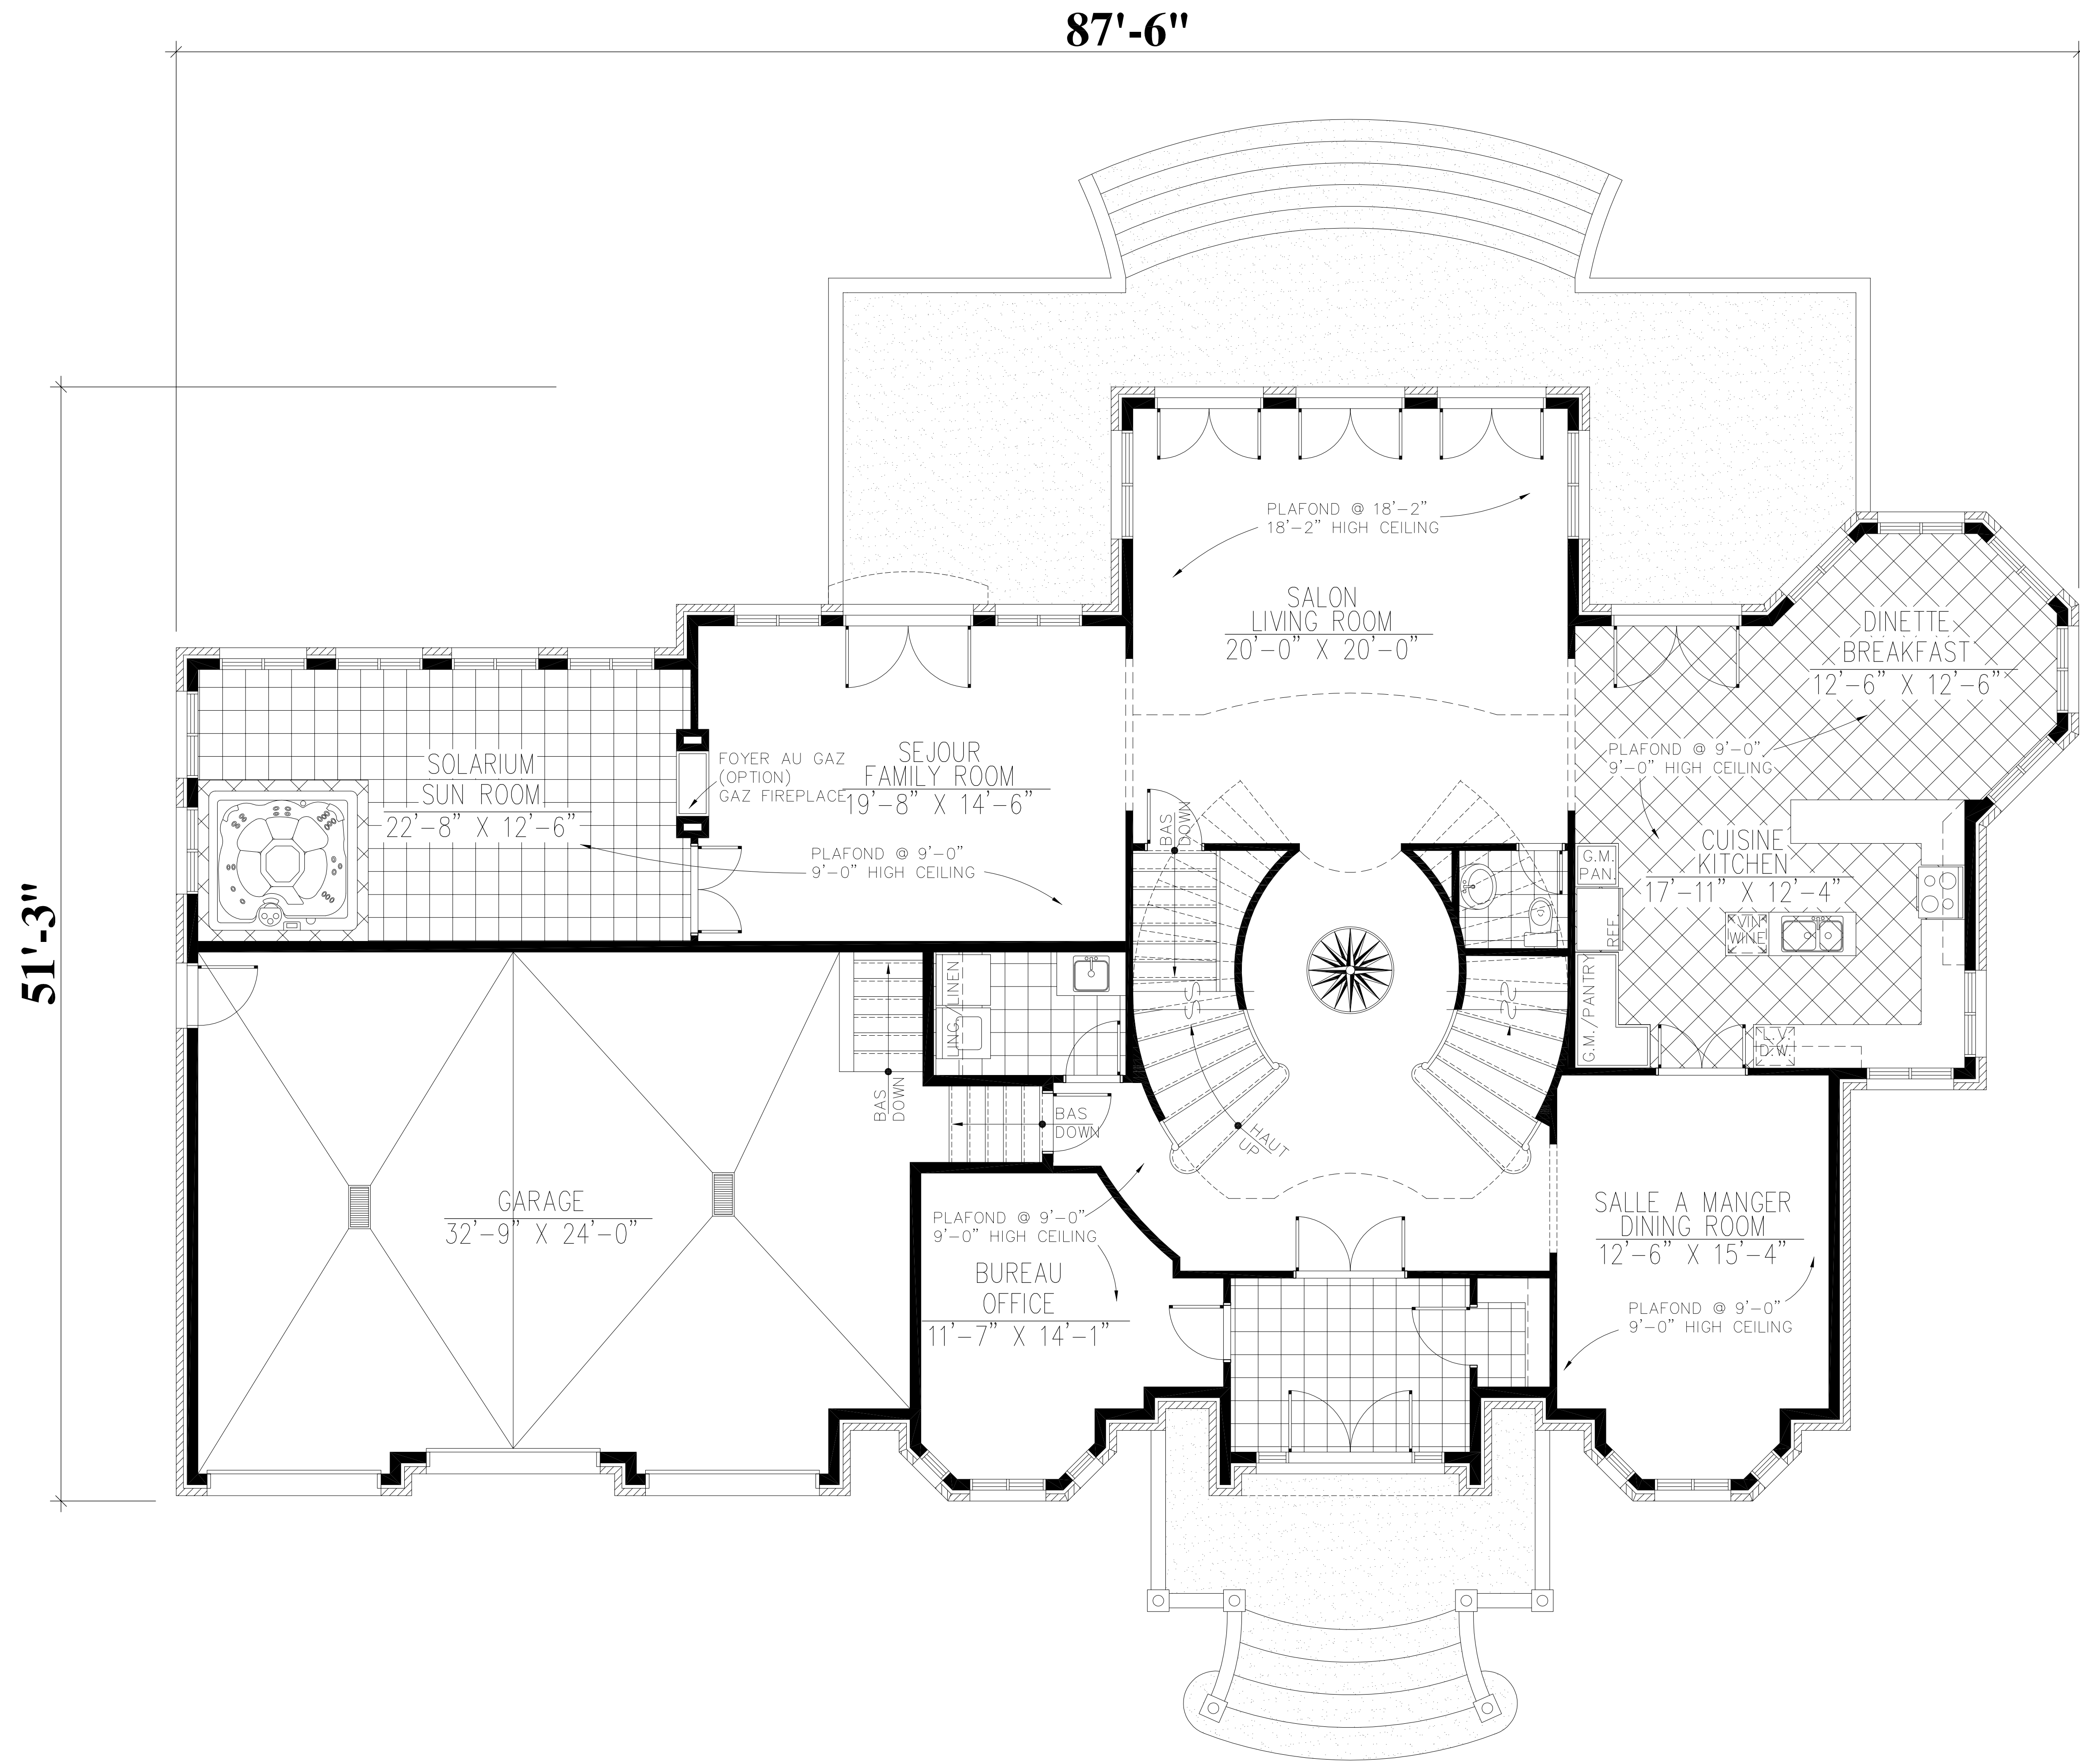 87'-6"
51'-3"
PLAFOND @ 18'-2"
18'-2" HIGH CEILING
SALON
LIVING ROOM
20'-0" X 20'-0"
DINETTE
BREAKFAST
12'-6" X 12'-6"
PLAFOND @ 9'-0"
9'-0" HIGH CEILING
SOLARIUM
SUN ROOM
22'-8" X 12'-6"
FOYER AU GAZ
(OPTION)
GAZ FIREPLACE
SEJOUR
FAMILY ROOM
19'-8" X 14'-6"
PLAFOND @ 9'-0"
9'-0" HIGH CEILING
BAS
DOWN
CUISINE
KITCHEN
17'-11" X 12'-4"
G.M.
PAN.
REF.
VIN
WINE
G.M./PANTRY
L.V.
D.W.
LING./LINEN
BAS
DOWN
BAS
DOWN
HAUT
UP
GARAGE
32'-9" X 24'-0"
PLAFOND @ 9'-0"
9'-0" HIGH CEILING
BUREAU
OFFICE
11'-7" X 14'-1"
SALLE A MANGER
DINING ROOM
12'-6" X 15'-4"
PLAFOND @ 9'-0"
9'-0" HIGH CEILING